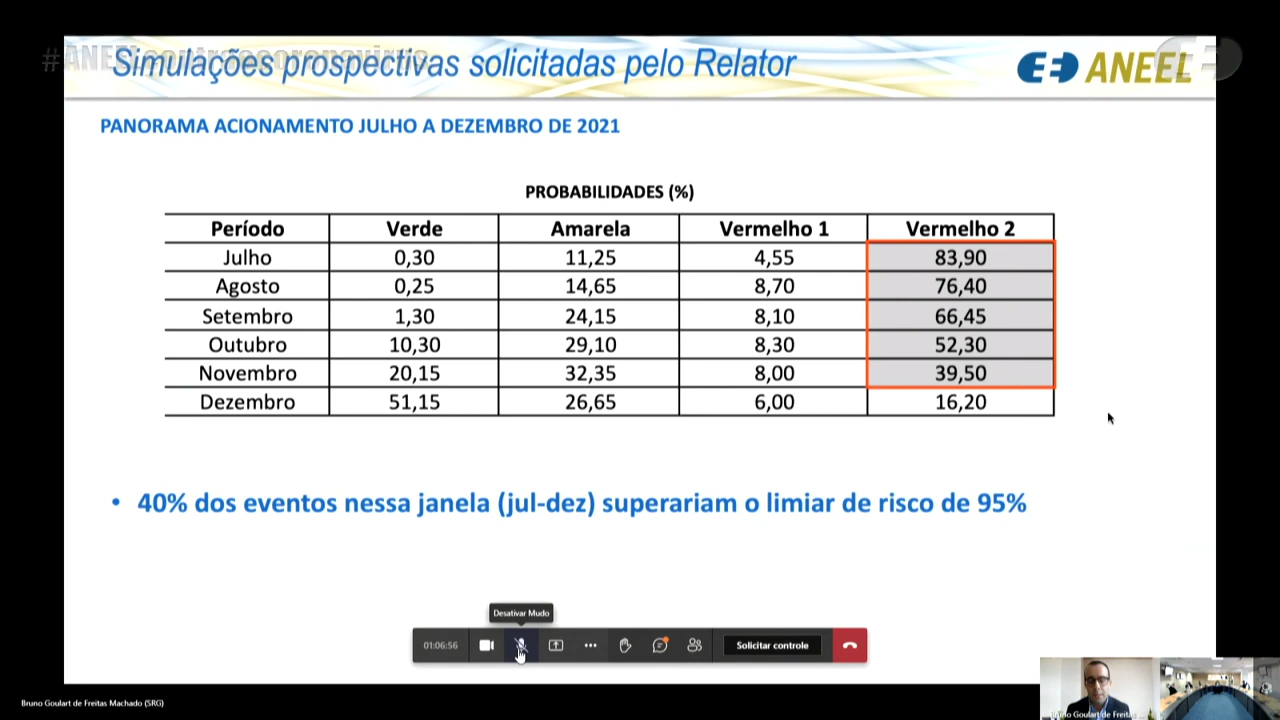 #ANEELcontraocoronavírus
Simulações prospectivas solicitadas pelo Relator
ANEEL
PANORAMA ACIONAMENTO JULHO A DEZEMBRO DE 2021
PROBABILIDADES (%)
Período Verde Amarela Vermelho 1 Vermelho 2
Julho 0,30 11,25 4,55 83,90
Agosto 0,25 14,65 8,70 76,40
Setembro 1,30 24,15 8,10 66,45
Outubro 10,30 29,10 8,30 52,30
Novembro 20,15 32,35 8,00 39,50
Dezembro 51,15 26,65 6,00 16,20
• 40% dos eventos nessa janela (jul-dez) superariam o limiar de risco de 95%
Desativar Mudo
01:06:56
Solicitar controle
Bruno Goulart de Freitas Machado (SRG)
Bruno Goulart de Freitas